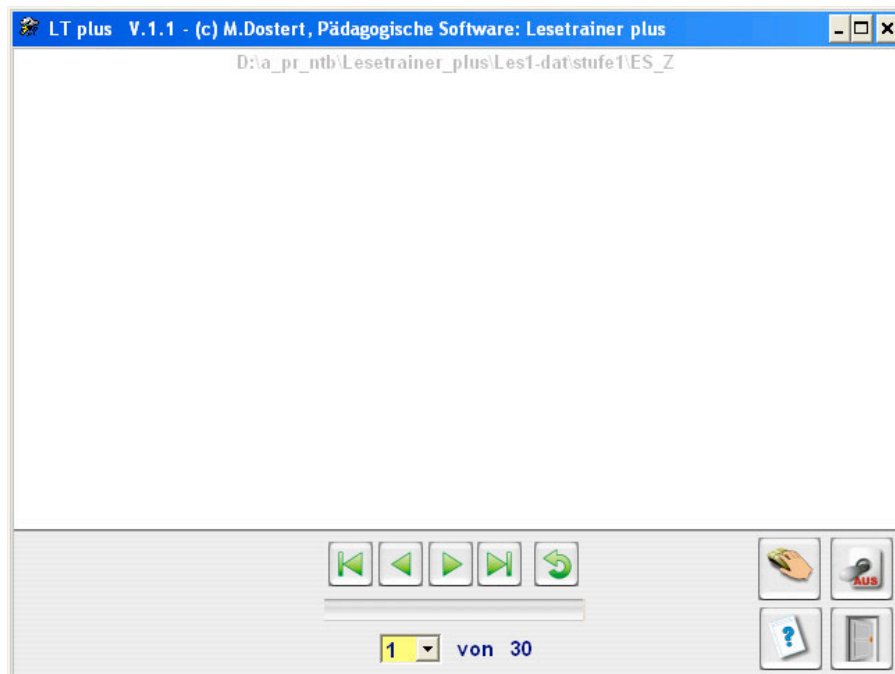 LT plus V.1.1 - (c) M.Dostert, Pädagogische Software: Lesetrainer plus
D:\a_pr_ntb\Lesetrainer_plus\Les1-dat\stufe1\ES_Z
AUS
?
1 von 30